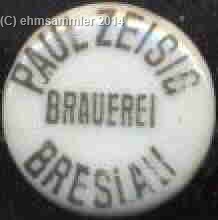 (C) ehmsammler 2014
PAUL ZEISIG
BRAUEREI
BRESLAU